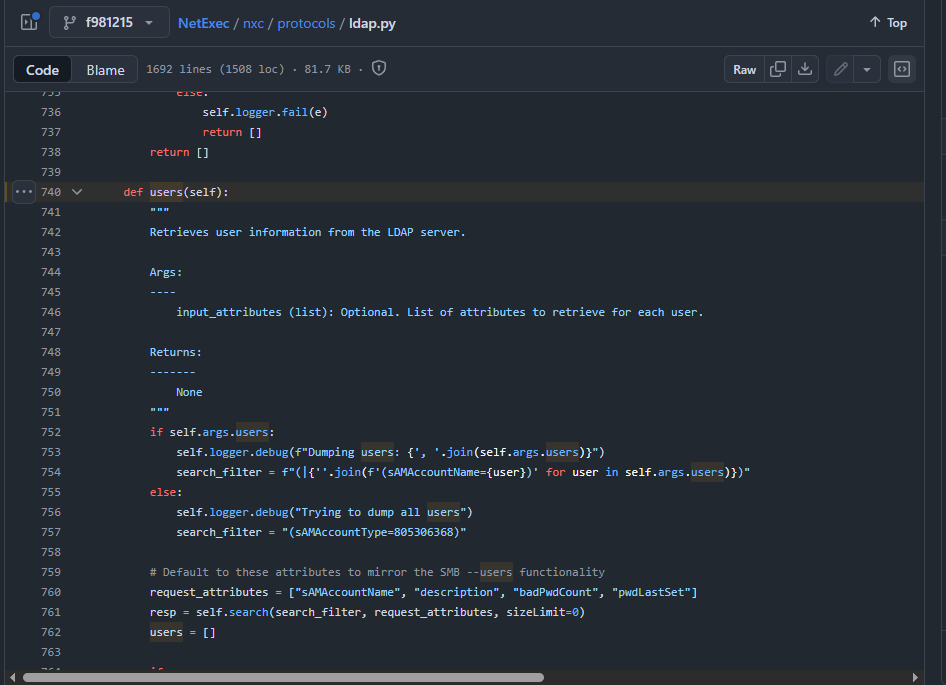 f981215
NetExec / nxc / protocols / ldap.py
Top
Code
Blame
1692 lines (1508 loc) · 81.7 KB ·
Raw
735 else:
736 self.logger.fail(e)
737 return []
738 return []
739
740 def users(self):
741 """
742 Retrieves user information from the LDAP server.
743
744 Args:
745 ----
746 input_attributes (list): Optional. List of attributes to retrieve for each user.
747
748 Returns:
749 -------
750 None
751 """
752 if self.args.users:
753 self.logger.debug(f"Dumping users: {', '.join(self.args.users)}")
754 search_filter = f"(|{''.join(f'(sAMAccountName={user})' for user in self.args.users)})"
755 else:
756 self.logger.debug("Trying to dump all users")
757 search_filter = "(sAMAccountType=805306368)"
758
759 # Default to these attributes to mirror the SMB --users functionality
760 request_attributes = ["sAMAccountName", "description", "badPwdCount", "pwdLastSet"]
761 resp = self.search(search_filter, request_attributes, sizeLimit=0)
762 users = []
763
764 if